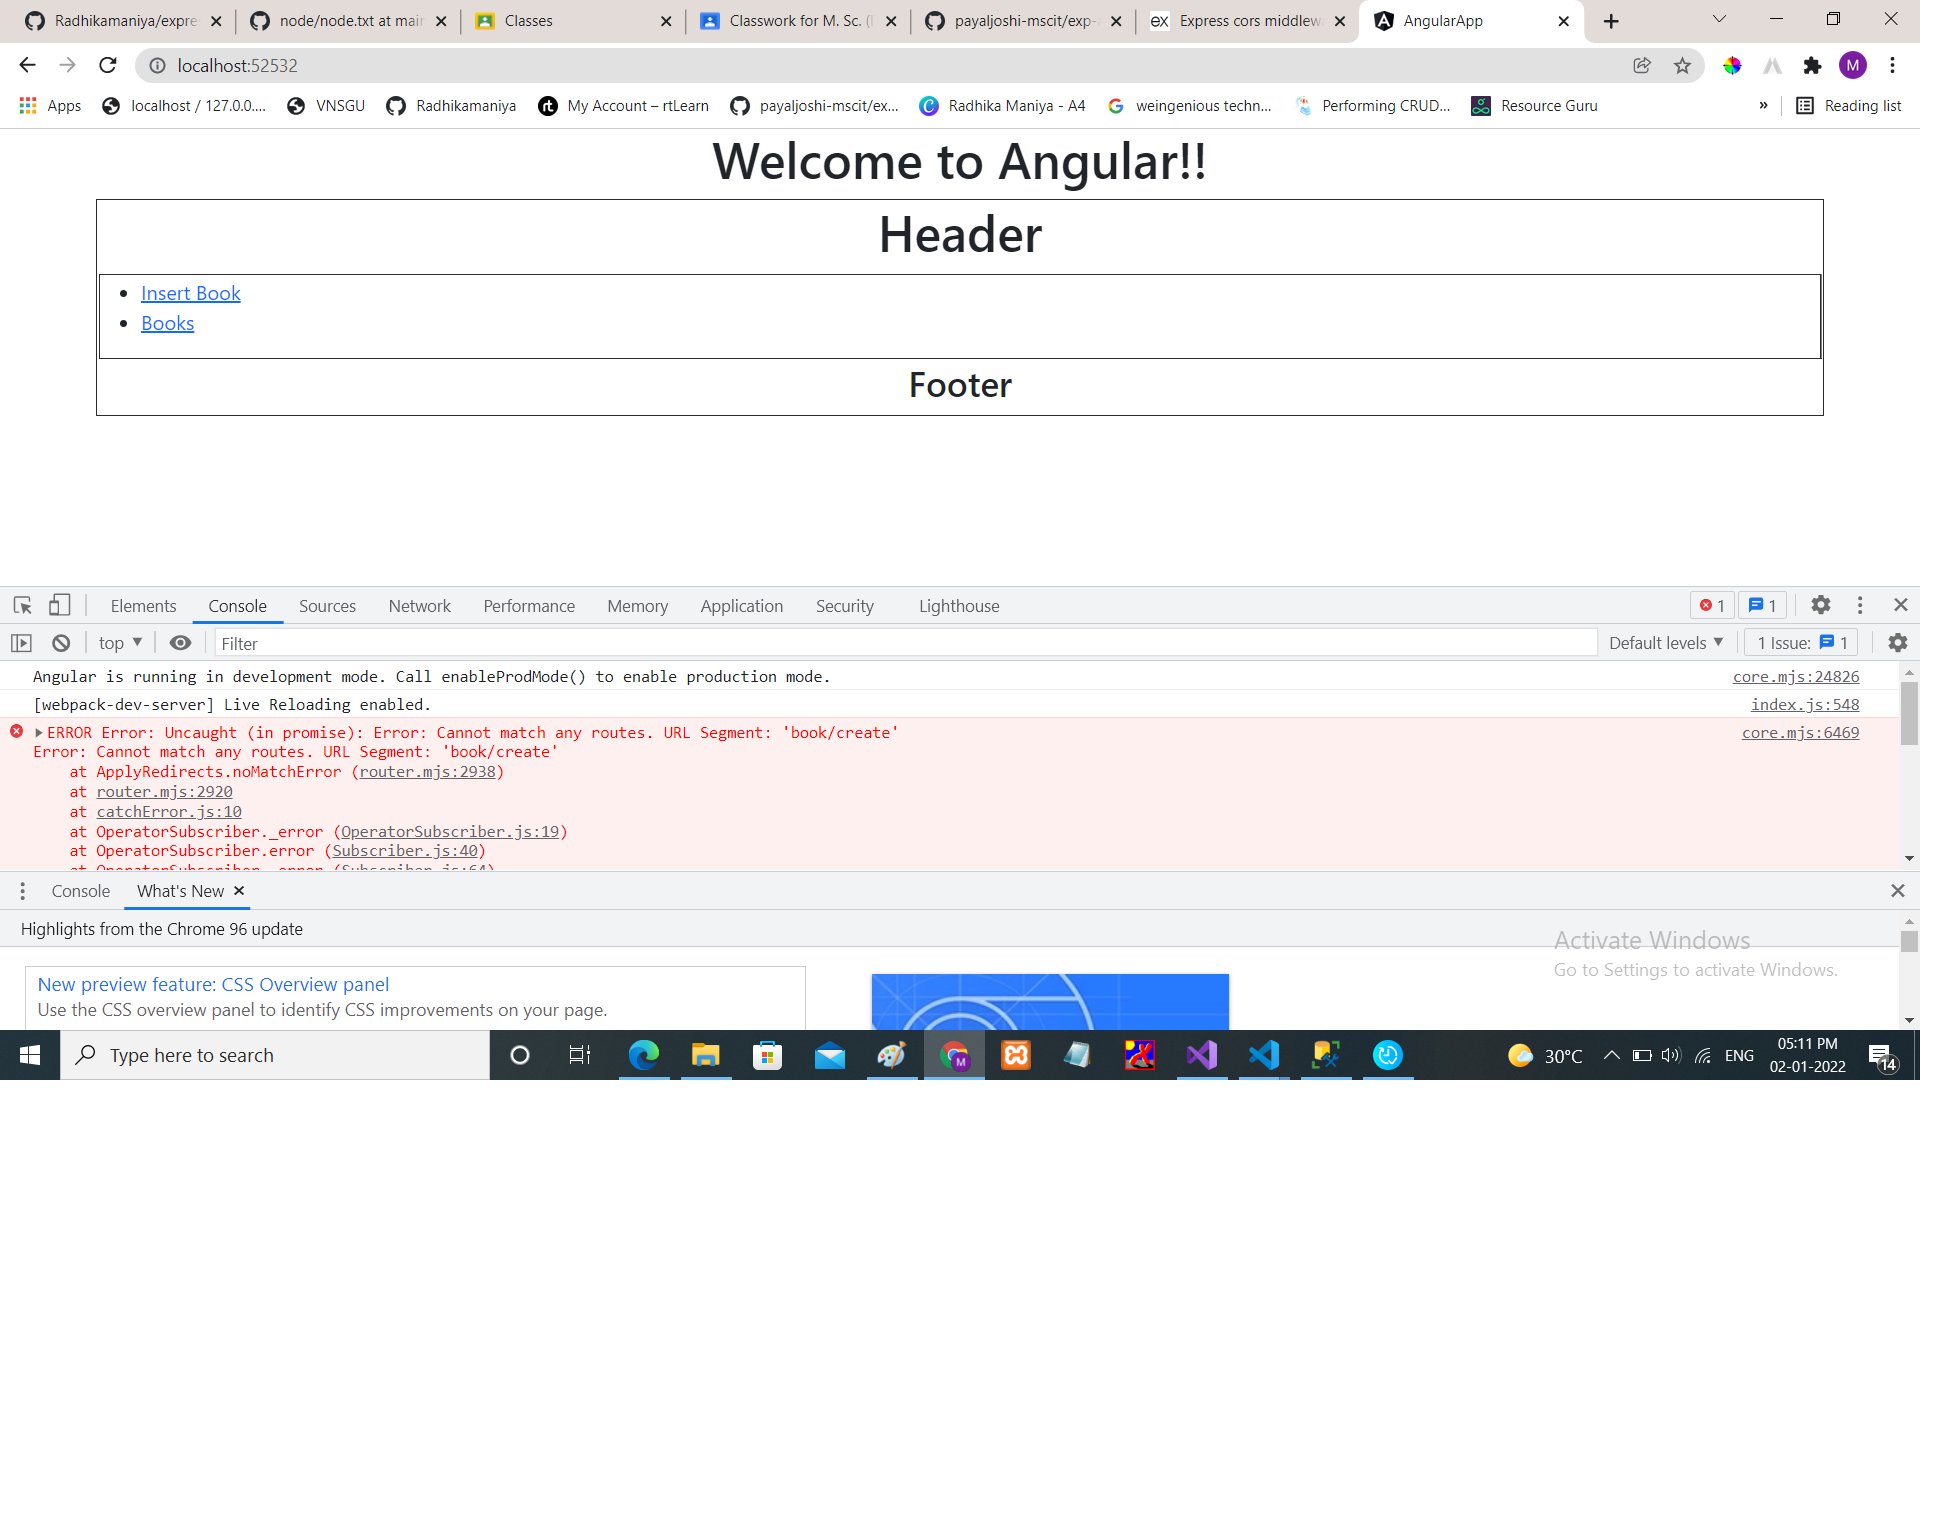 Radhikamaniya/expre
node/node.txt at mair
Classes
Classwork for M. Sc. (
payaljoshi-mscit/exp-
Express cors middlew
AngularApp
localhost:52532
M
Apps
localhost / 127.0.0....
VNSGU
Radhikamaniya
rt
My Account – rtLearn
payaljoshi-mscit/ex...
Radhika Maniya - A4
weingenious techn...
Performing CRUD...
Resource Guru
»
Reading list
Welcome to Angular!!
Header
Insert Book
Books
Footer
Elements Console Sources Network Performance Memory Application Security Lighthouse
1 1
top
Filter
Default levels
1 Issue: 1
Angular is running in development mode. Call enableProdMode() to enable production mode. core.mjs:24826
[webpack-dev-server] Live Reloading enabled. index.js:548
ERROR Error: Uncaught (in promise): Error: Cannot match any routes. URL Segment: 'book/create' core.mjs:6469
Error: Cannot match any routes. URL Segment: 'book/create'
at ApplyRedirects.noMatchError (router.mjs:2938)
at router.mjs:2920
at catchError.js:10
at OperatorSubscriber._error (OperatorSubscriber.js:19)
at OperatorSubscriber.error (Subscriber.js:40)
at OperatorSubscriber._error (Subscriber.js:64)
Console What's New
Highlights from the Chrome 96 update
New preview feature: CSS Overview panel
Use the CSS overview panel to identify CSS improvements on your page.
Activate Windows
Go to Settings to activate Windows.
Type here to search
M
30°C
ENG
05:11 PM
02-01-2022
14